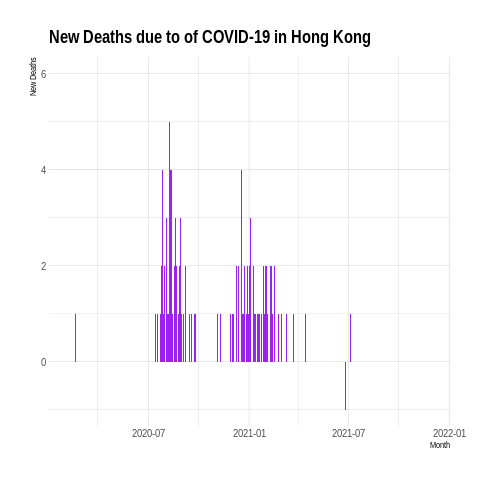 New Deaths due to of COVID-19 in Hong Kong
New Deaths
6
4
2
0
2020-07 2021-01 2021-07 2022-01
Month